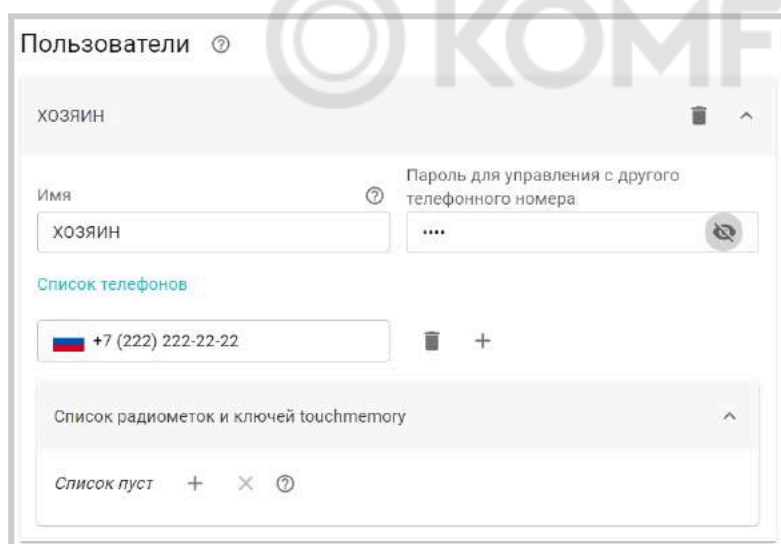 KOMF
Пользователи
ХОЗЯИН
Имя
Пароль для управления с другого
телефонного номера
ХОЗЯИН
••••
Список телефонов
+7 (222) 222-22-22
Список радиометок и ключей touchmemory
Список пуст